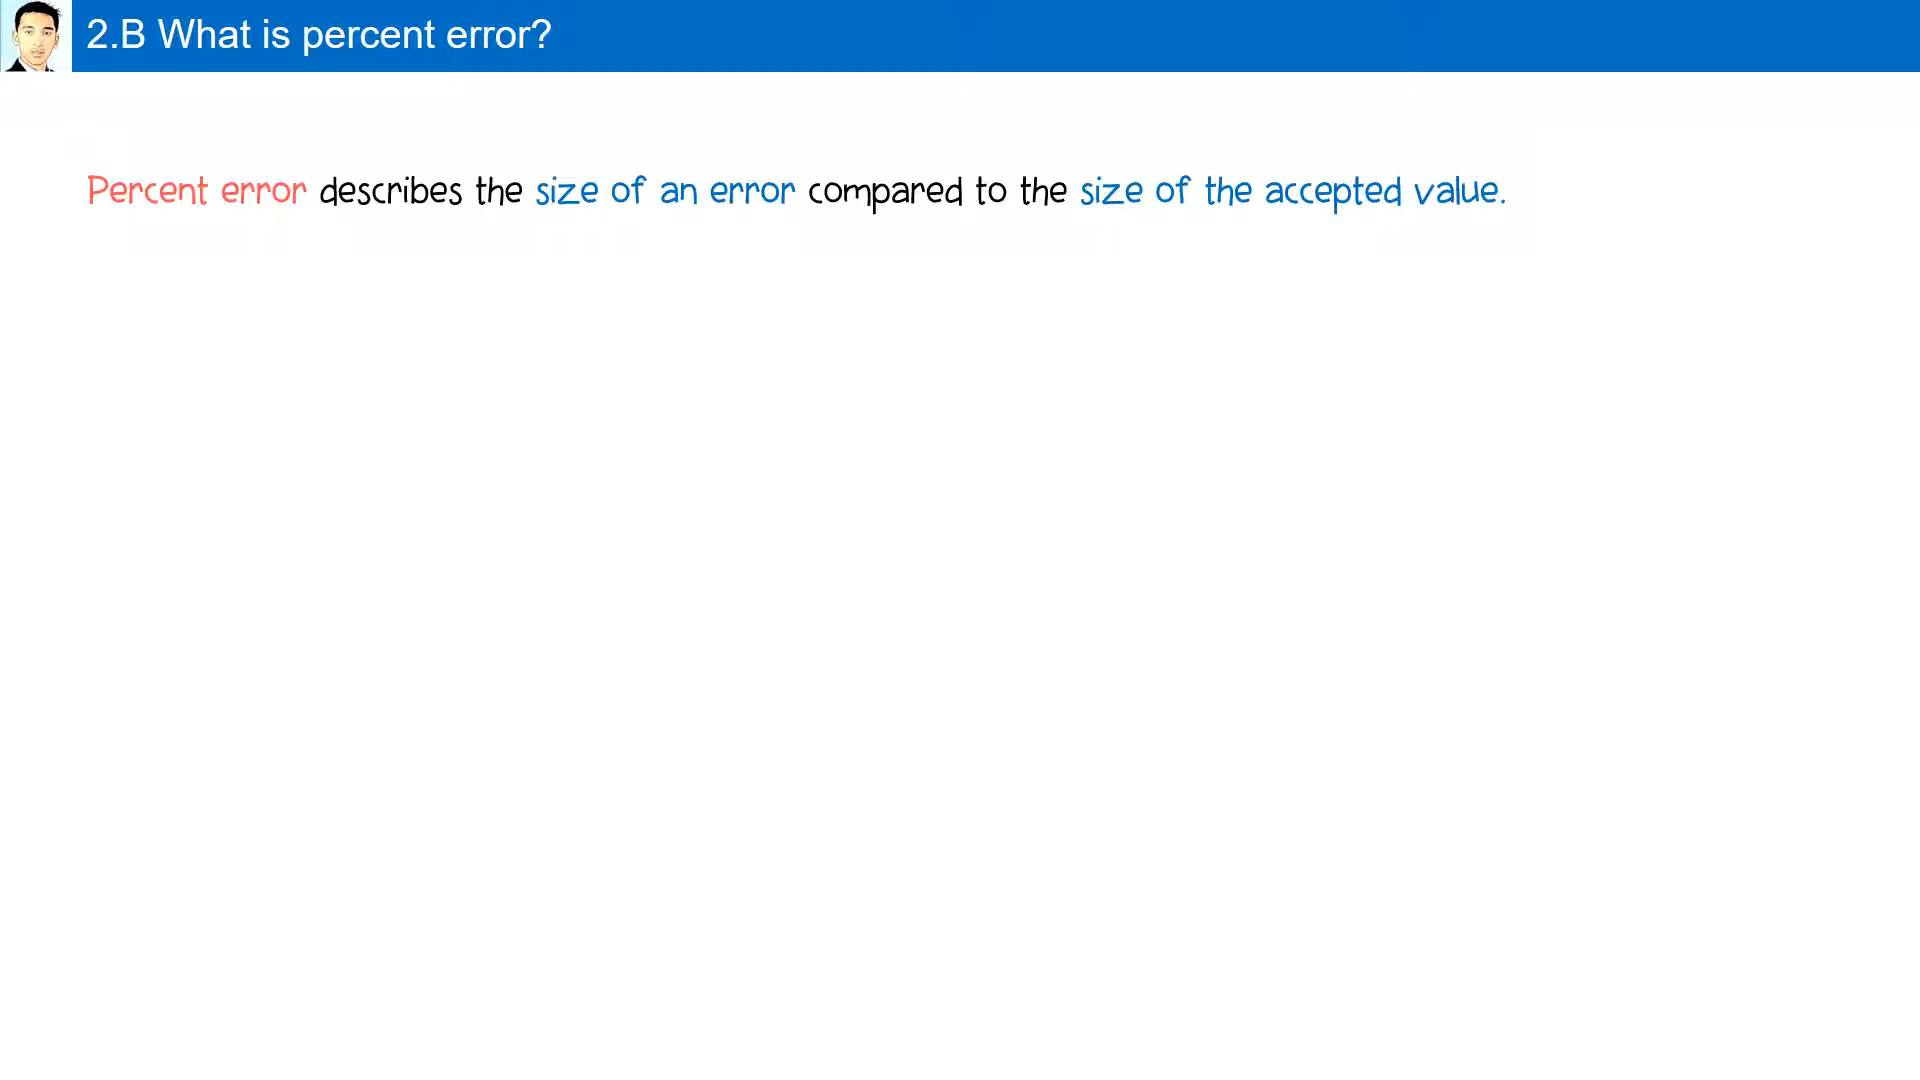 2.B What is percent error?
Percent error describes the size of an error compared to the size of the accepted value.